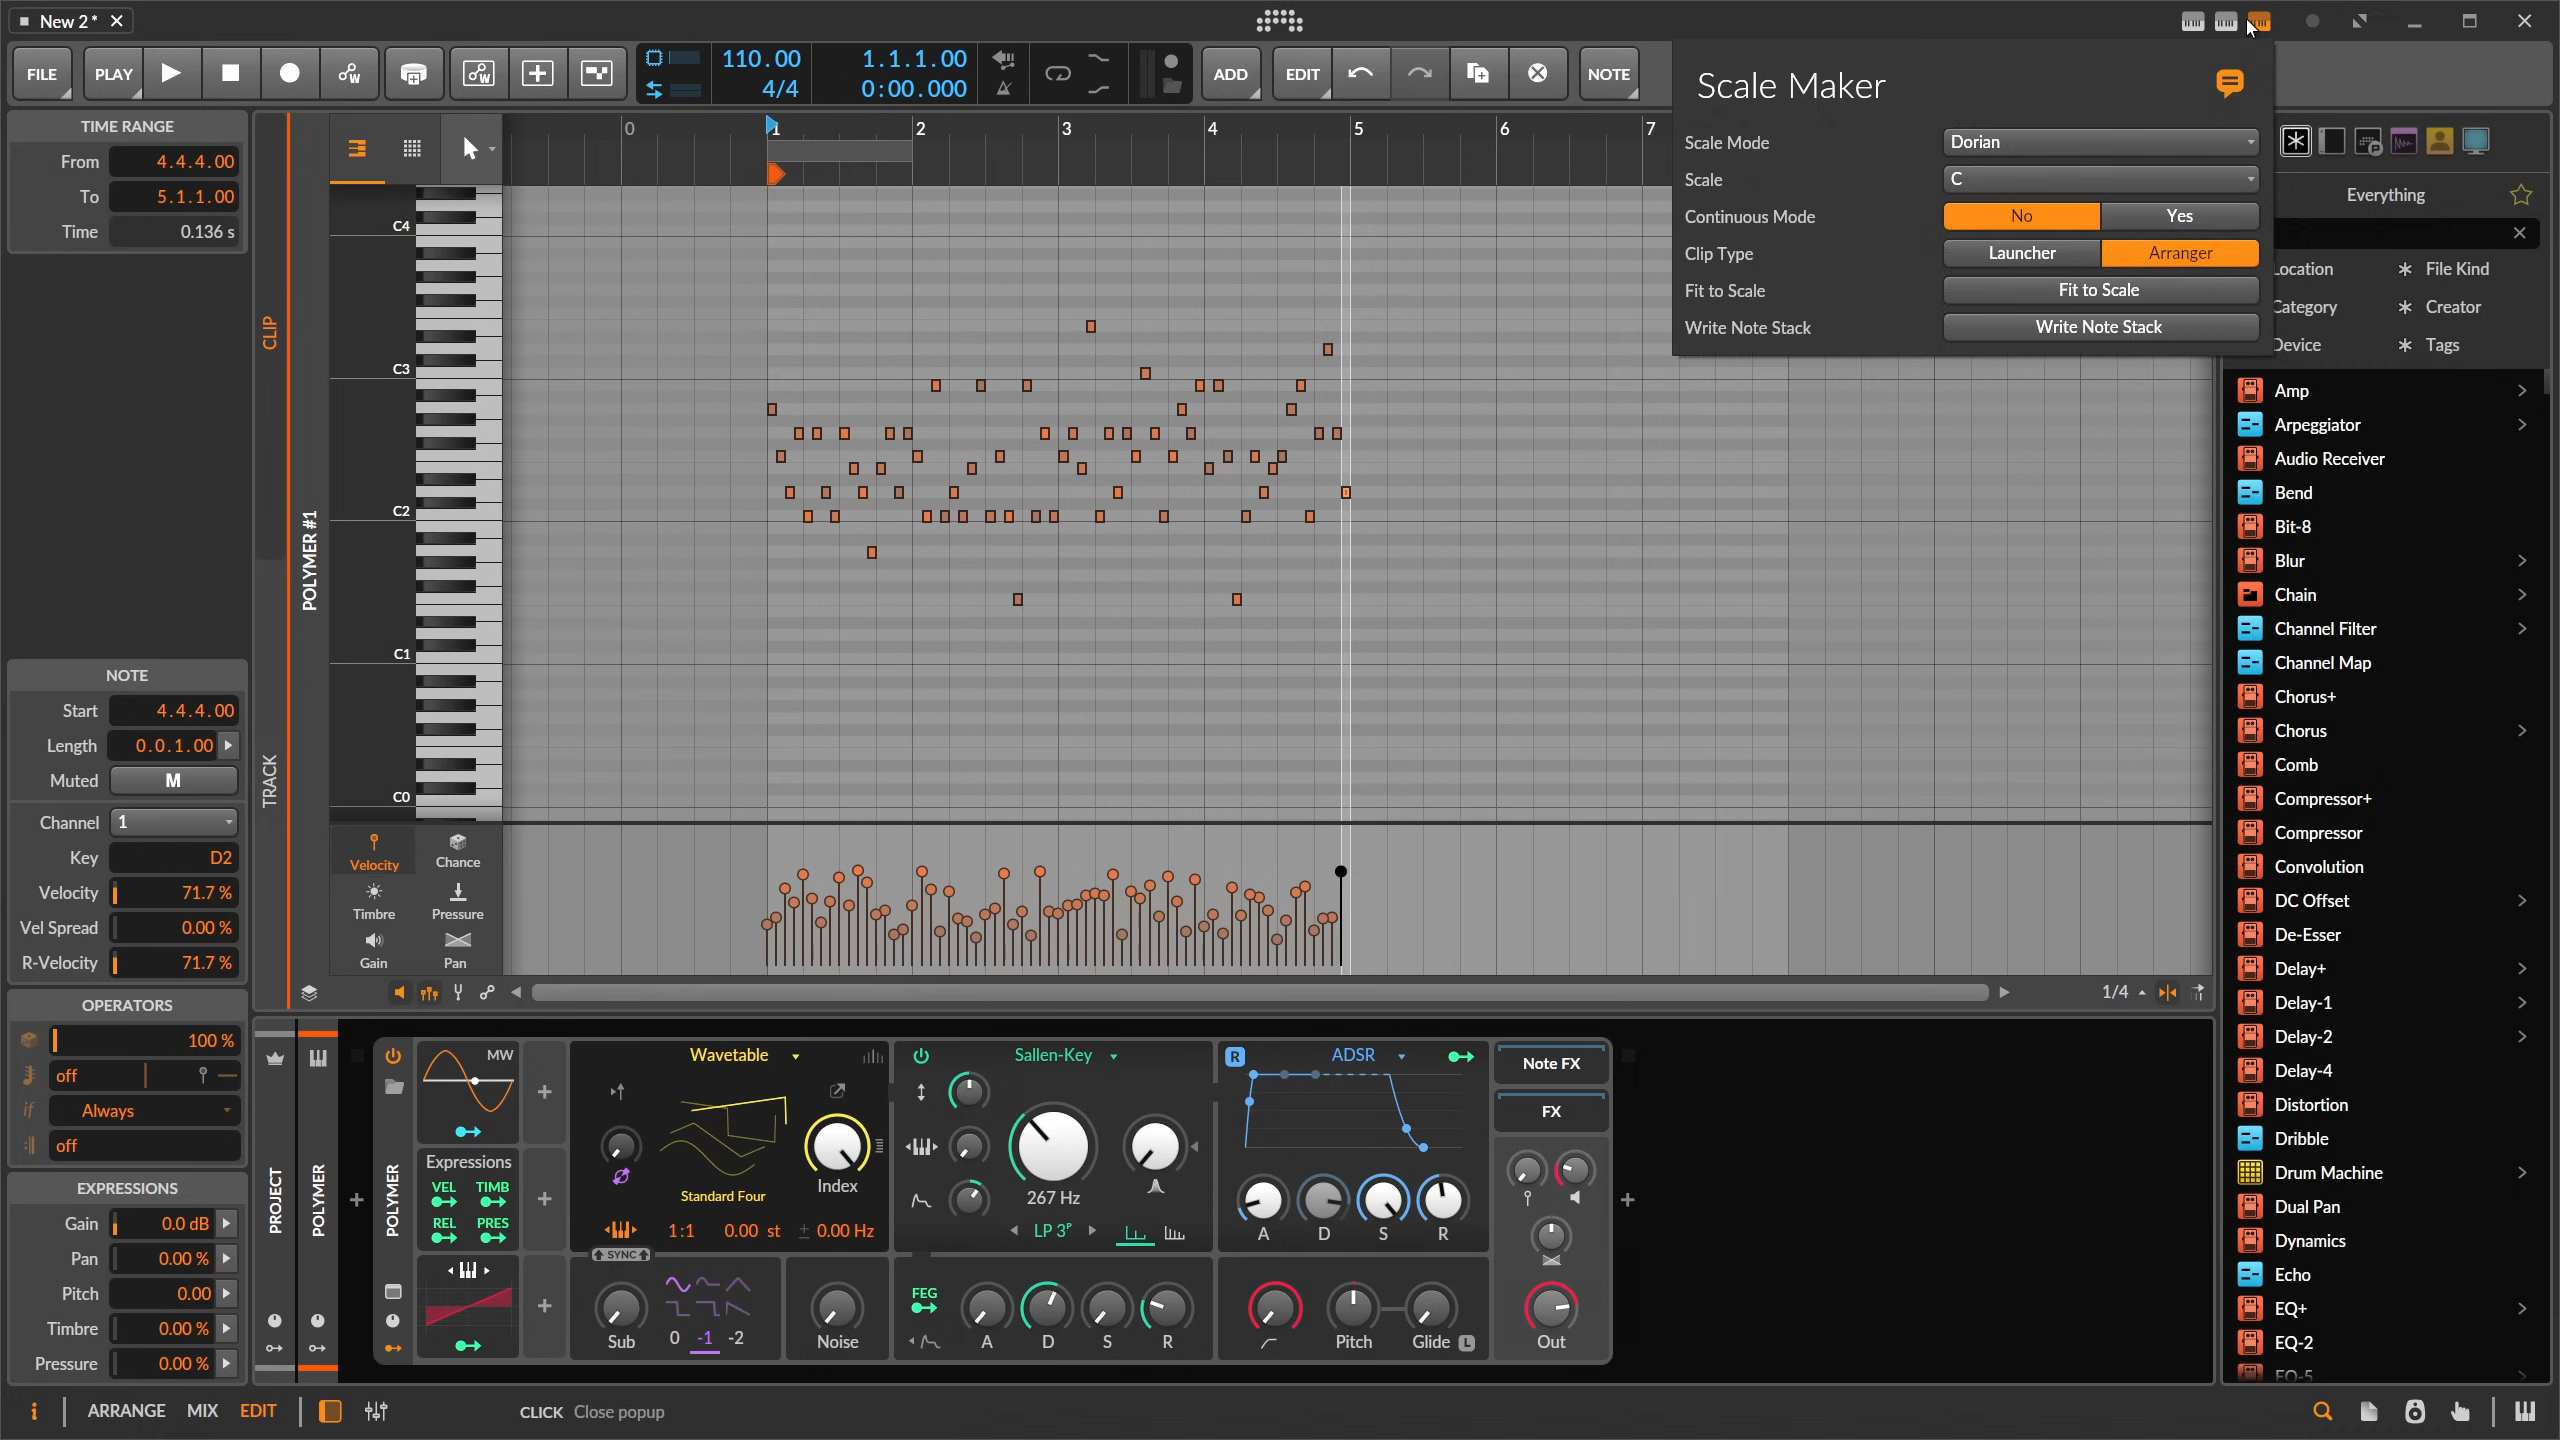 New 2 *
FILE
PLAY
110.00
4/4
1.1.1.00
0:00.000
ADD
EDIT
NOTE
Scale Maker
Scale Mode
Dorian
Scale
C
Continuous Mode
No
Yes
Clip Type
Launcher
Arranger
Fit to Scale
Fit to Scale
Write Note Stack
Write Note Stack
TIME RANGE
From 4.4.4.00
To 5.1.1.00
Time 0.136 s
CLIP
TRACK
POLYMER #1
0 1 2 3 4 5 6 7
C4
C3
C2
C1
C0
NOTE
Start 4.4.4.00
Length 0.0.1.00
Muted M
Channel 1
Key D2
Velocity 71.7 %
Vel Spread 0.00 %
R-Velocity 71.7 %
OPERATORS
100 %
off
if Always
off
EXPRESSIONS
Gain 0.0 dB
Pan 0.00 %
Pitch 0.00
Timbre 0.00 %
Pressure 0.00 %
Velocity Chance
Timbre Pressure
Gain Pan
1/4
PROJECT
POLYMER
POLYMER
MW
Expressions
VEL TIMB
REL PRES
Wavetable
Standard Four
Index
1:1 0.00 st ± 0.00 Hz
SYNC
Sub
0 -1 -2
Noise
Sallen-Key
267 Hz
LP 3ᴾ
FEG
A D S R
R
ADSR
A D S R
Pitch
Glide L
Note FX
FX
Out
Everything
Location
File Kind
Category
Creator
Device
Tags
Amp
Arpeggiator
Audio Receiver
Bend
Bit-8
Blur
Chain
Channel Filter
Channel Map
Chorus+
Chorus
Comb
Compressor+
Compressor
Convolution
DC Offset
De-Esser
Delay+
Delay-1
Delay-2
Delay-4
Distortion
Dribble
Drum Machine
Dual Pan
Dynamics
Echo
EQ+
EQ-2
EQ-5
i
ARRANGE
MIX
EDIT
CLICK Close popup